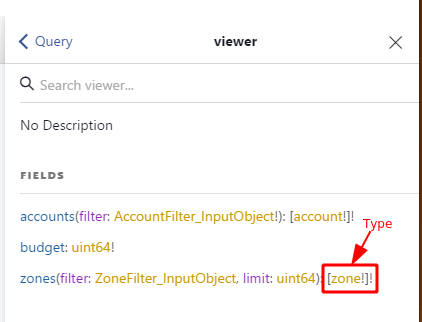 Query viewer
Search viewer...
No Description
FIELDS
accounts(filter: AccountFilter_InputObject!): [account!]!
Type
budget: uint64!
zones(filter: ZoneFilter_InputObject, limit: uint64): [zone!]!